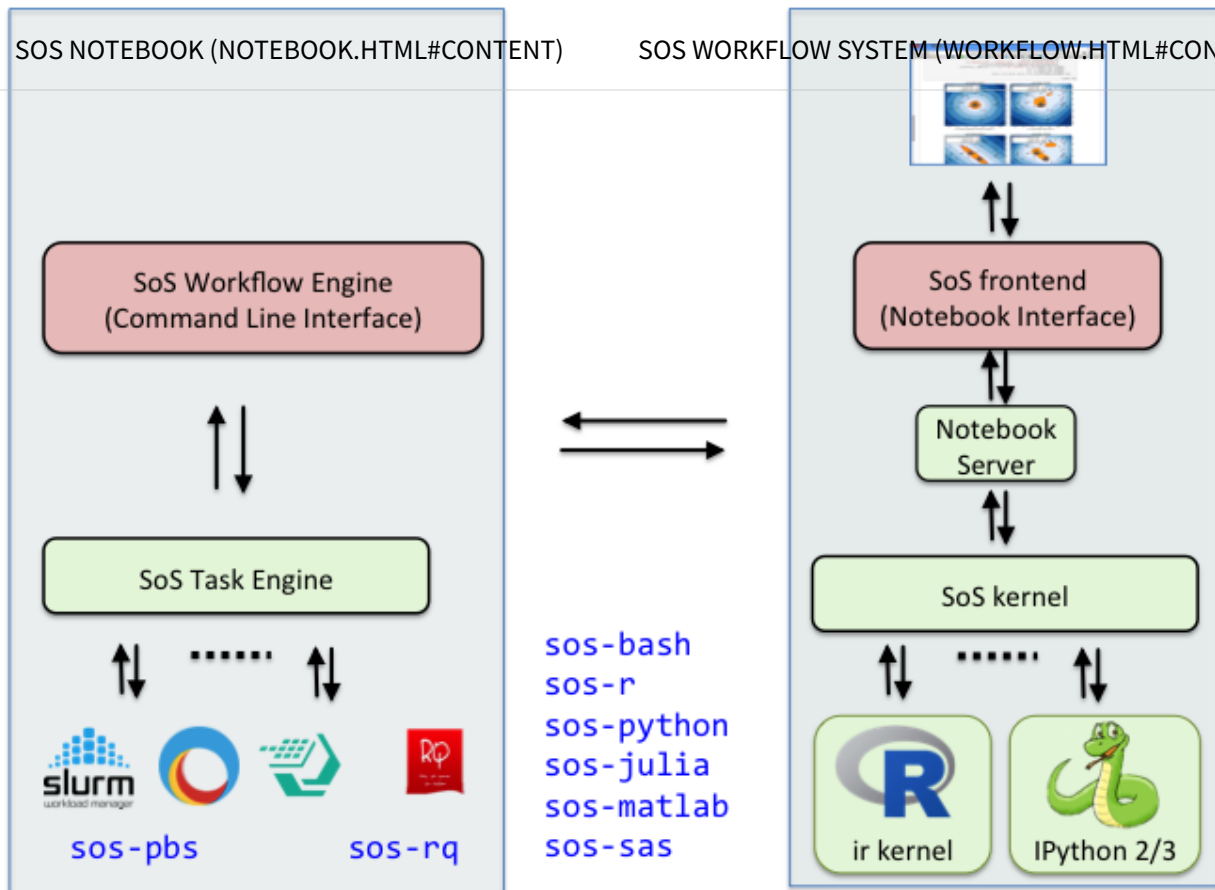 SOS NOTEBOOK (NOTEBOOK.HTML#CONTENT)
SOS WORKFLOW SYSTEM (WORKFLOW.HTML#CON
SoS Workflow Engine
(Command Line Interface)
SoS Task Engine
slurm
workload manager
RQ
sos-pbs
sos-rq
sos-bash
sos-r
sos-python
sos-julia
sos-matlab
sos-sas
SoS frontend
(Notebook Interface)
Notebook
Server
SoS kernel
R
ir kernel
IPython 2/3